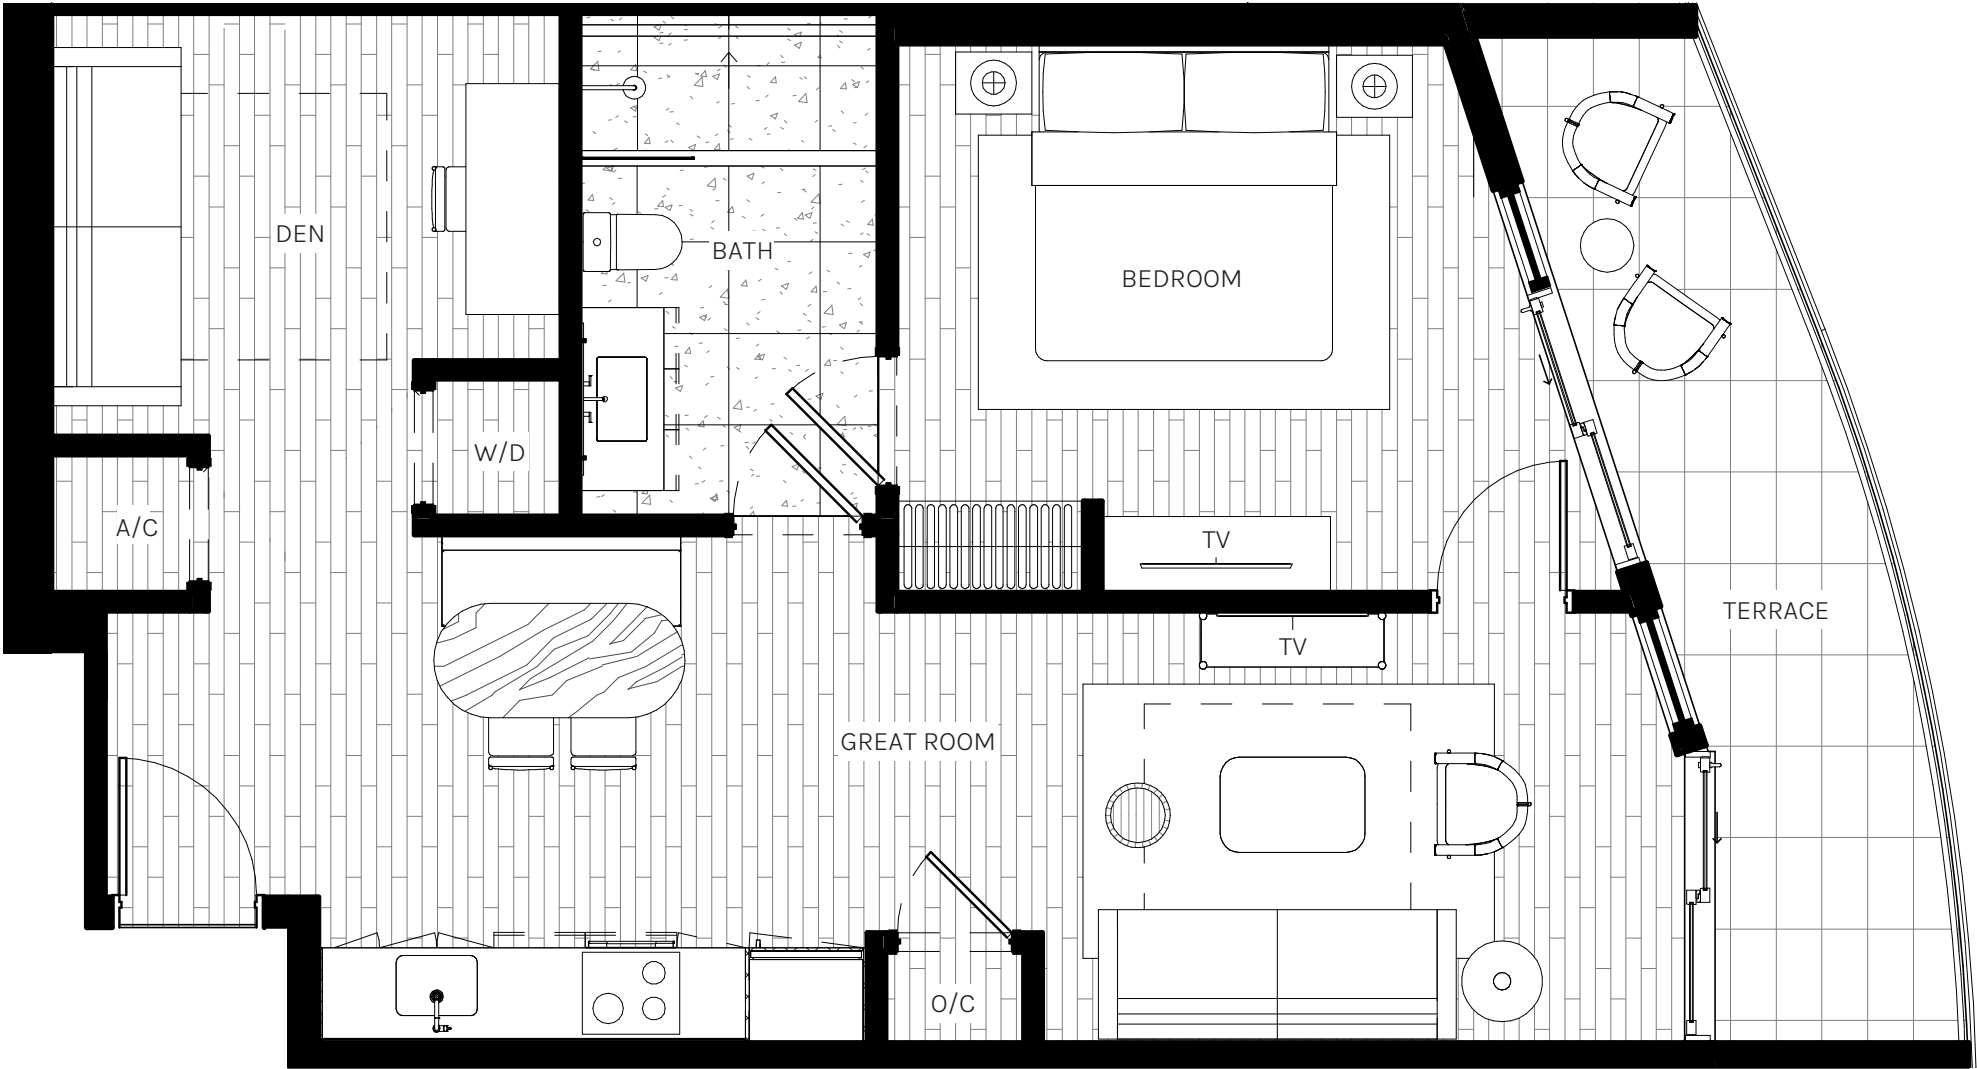 DEN
BATH
BEDROOM
W/D
A/C
TV
TERRACE
TV
GREAT ROOM
O/C